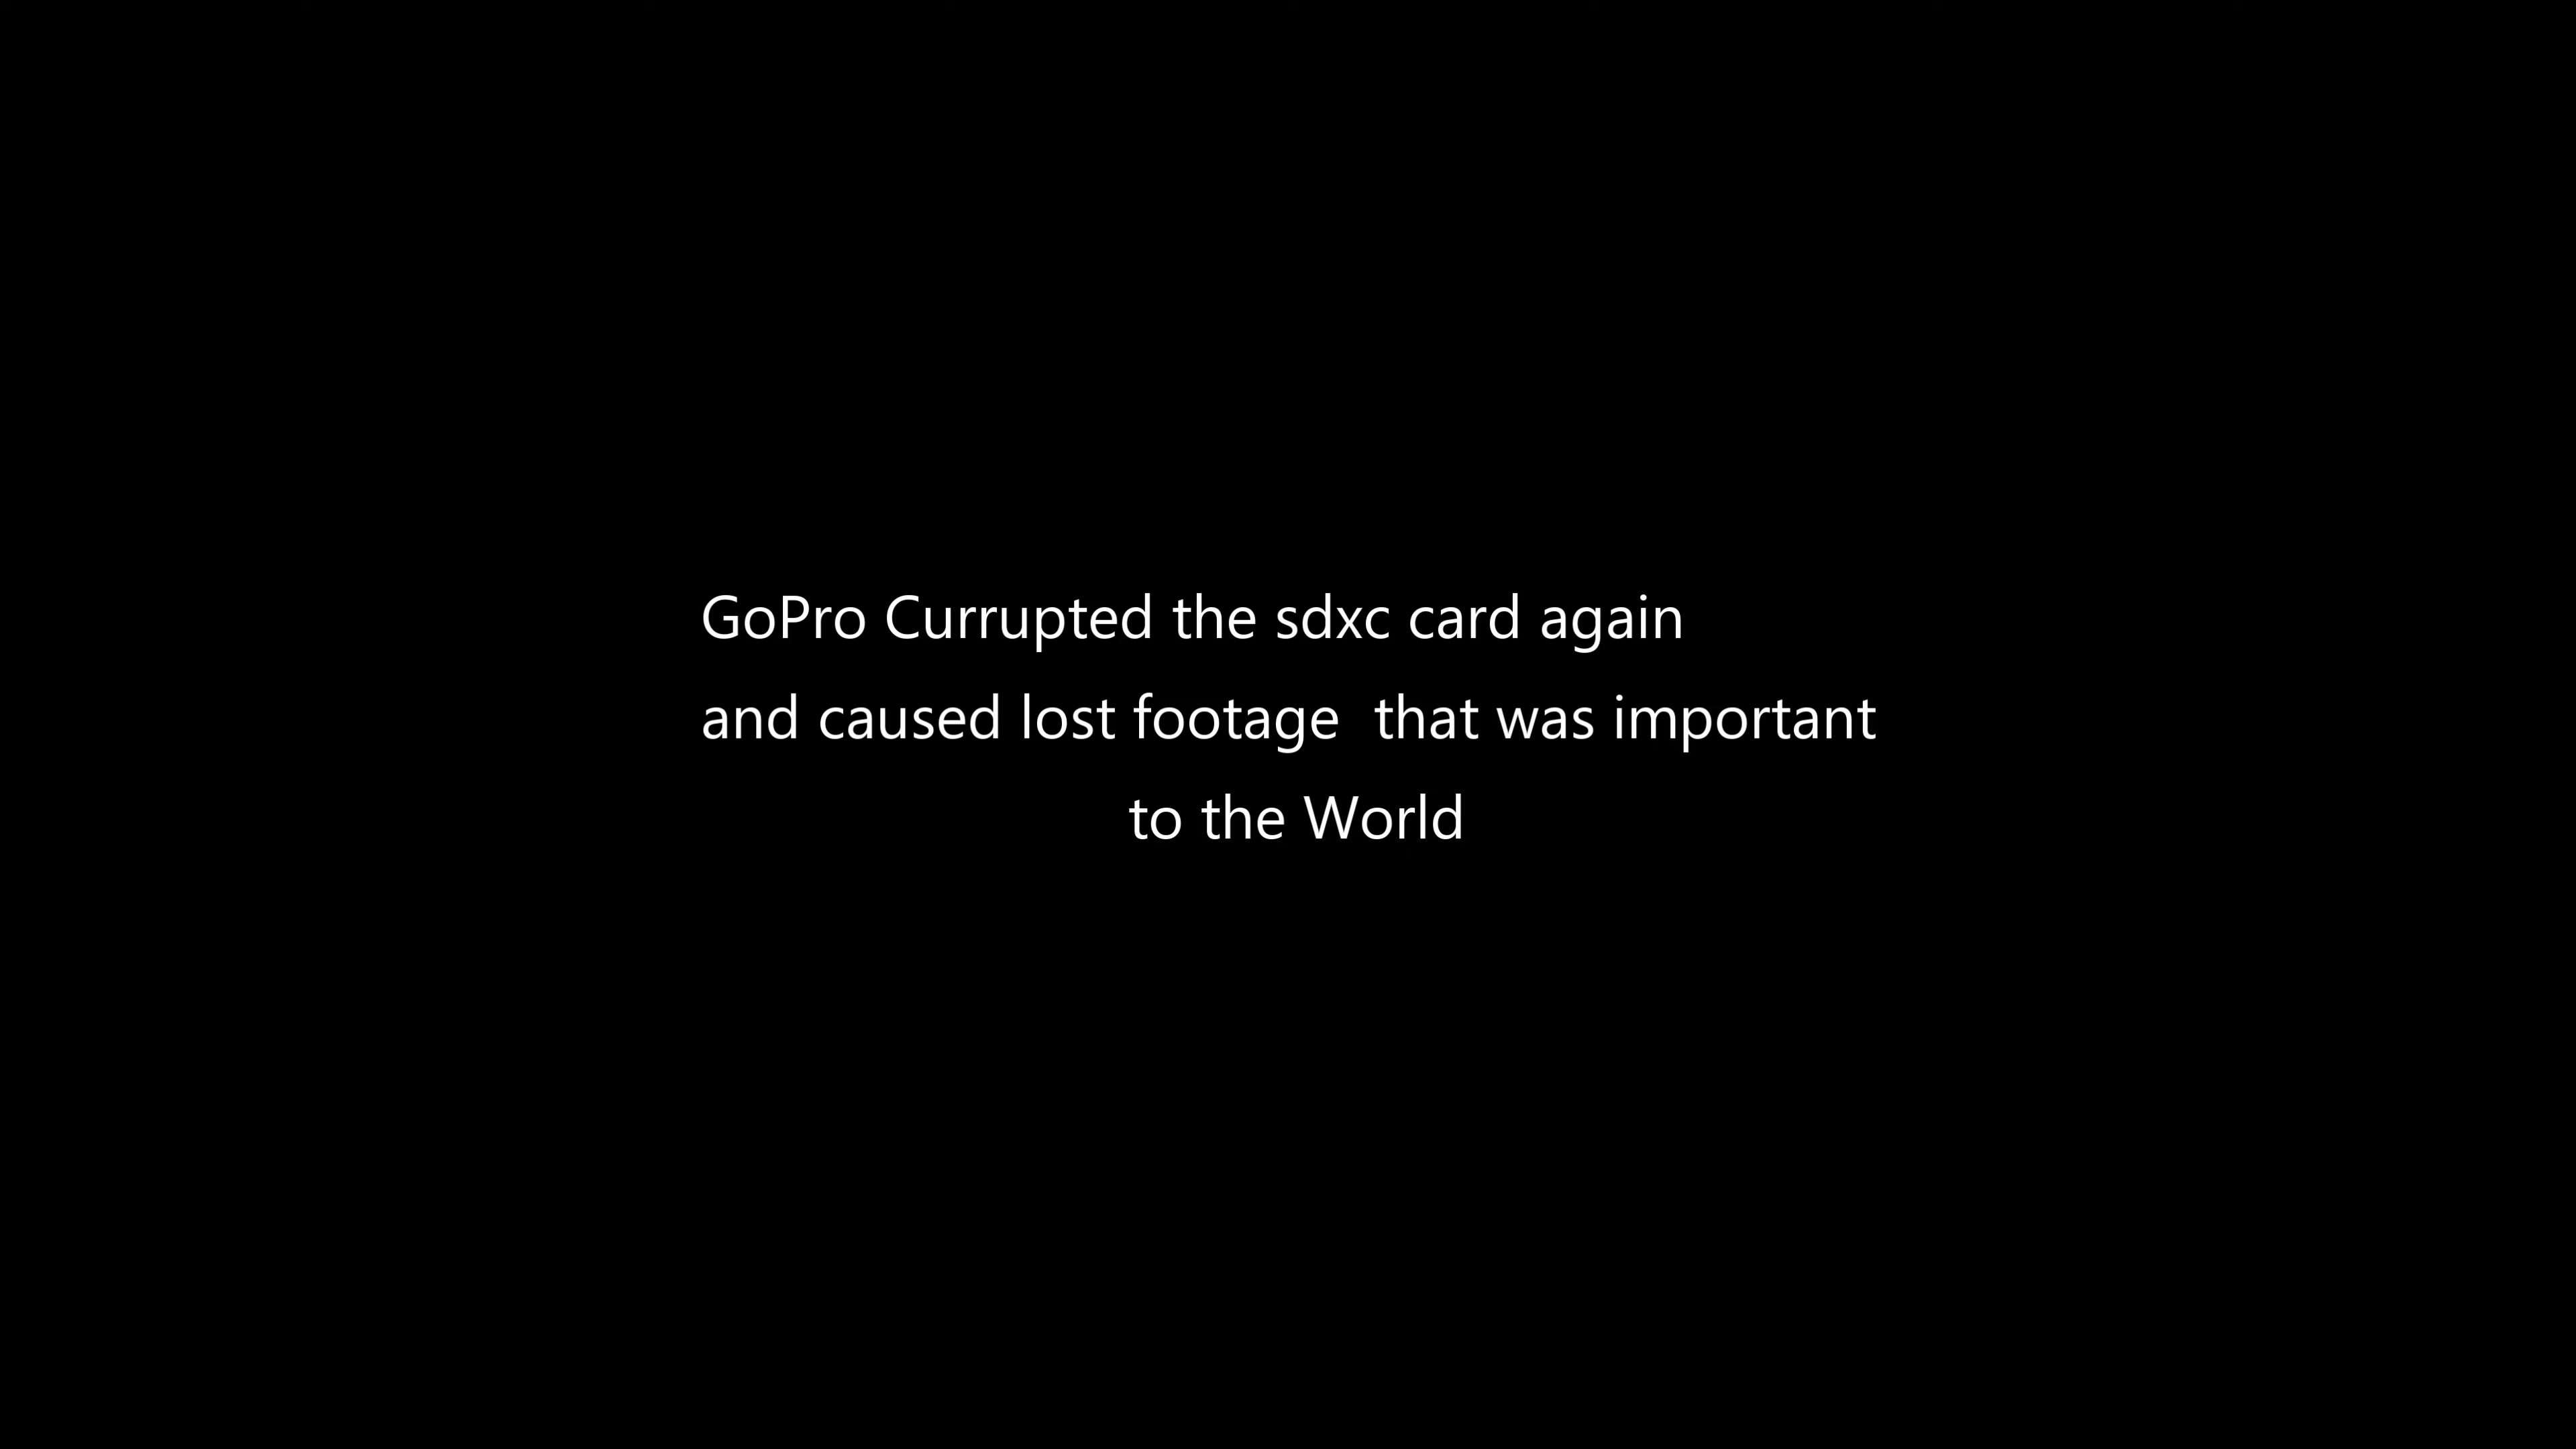 GoPro Currupted the sdxc card again
and caused lost footage  that was important
to the World